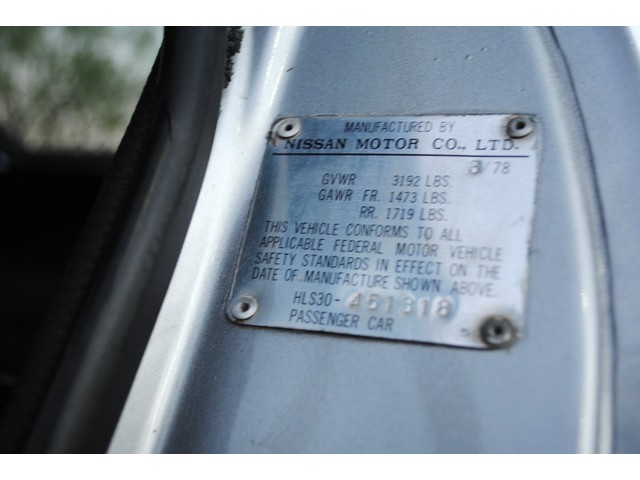 MANUFACTURED BY
NISSAN MOTOR CO., LTD.
3/78
GVWR 3192 LBS.
GAWR FR. 1473 LBS.
RR. 1719 LBS.
THIS VEHICLE CONFORMS TO ALL
APPLICABLE FEDERAL MOTOR VEHICLE
SAFETY STANDARDS IN EFFECT ON THE
DATE OF MANUFACTURE SHOWN ABOVE.
HLS30-451318
PASSENGER CAR